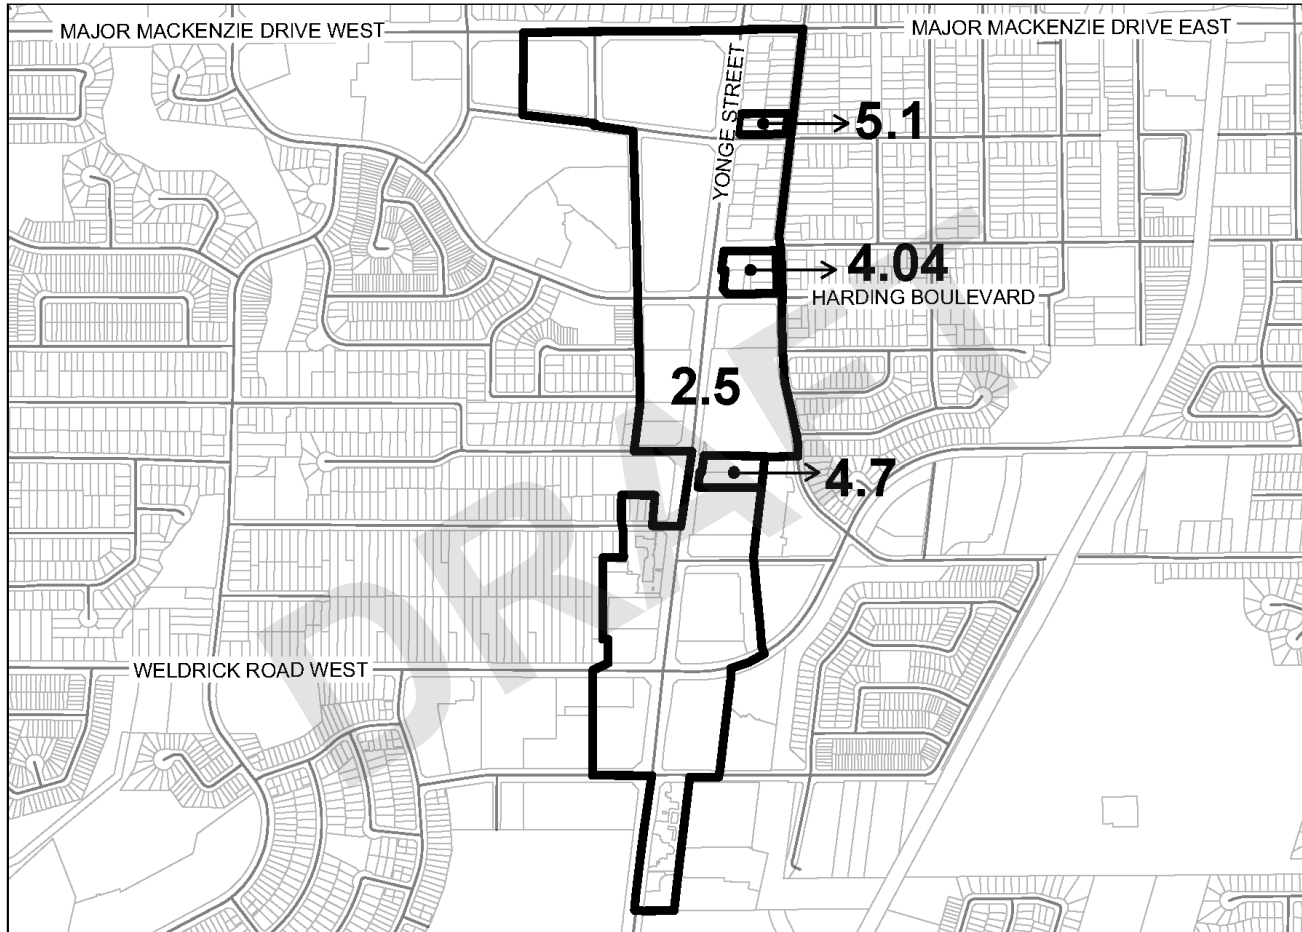 MAJOR MACKENZIE DRIVE WEST
MAJOR MACKENZIE DRIVE EAST
YONGE STREET
5.1
4.04
HARDING BOULEVARD
2.5
4.7
DRAFT
WELDRICK ROAD WEST